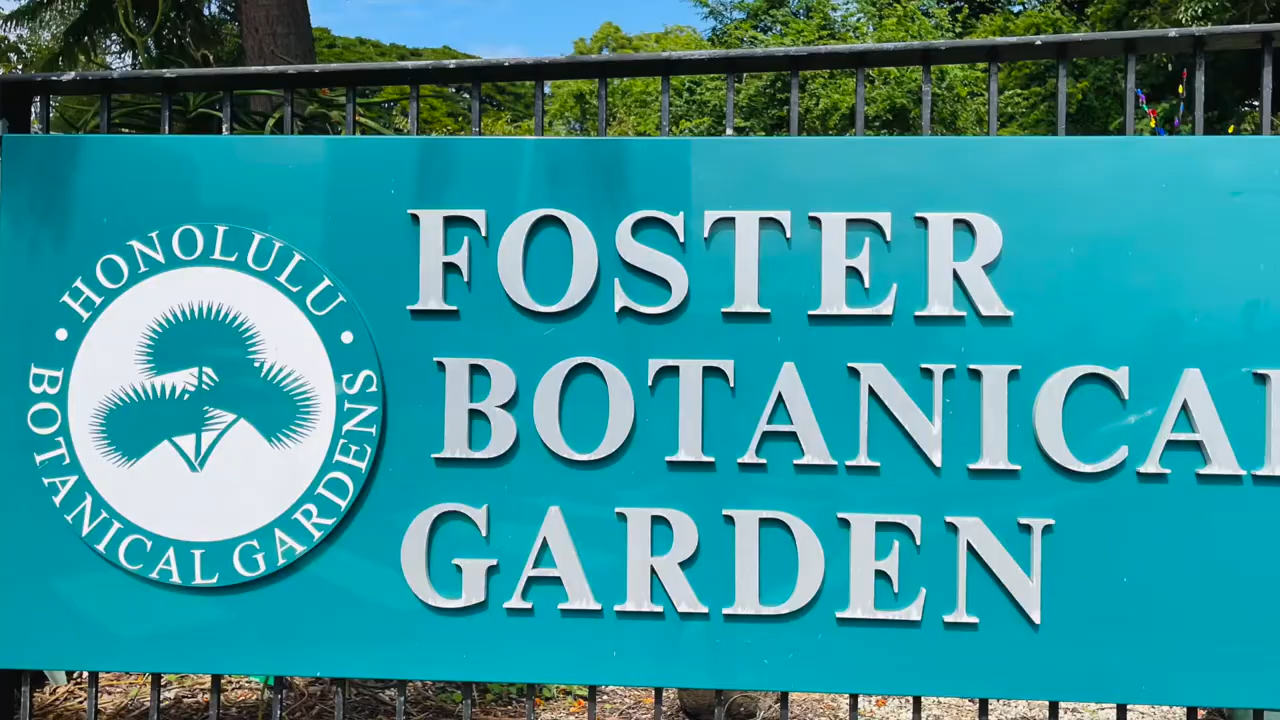 HONOLULU
BOTANICAL GARDENS
FOSTER
BOTANICAL
GARDEN